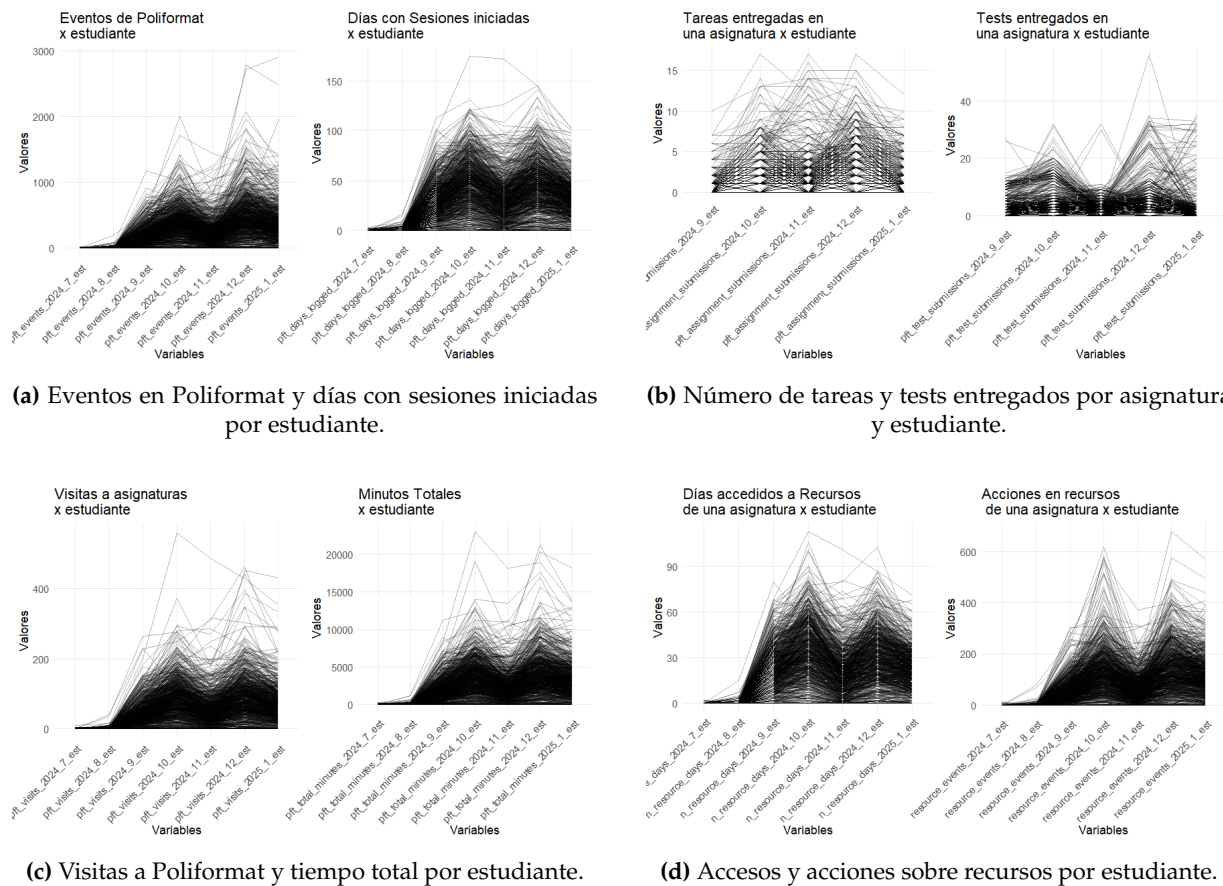 Eventos de Poliformat
x estudiante
Valores
3000
2000
1000
0
pft_events_2024_7_est
pft_events_2024_8_est
pft_events_2024_9_est
pft_events_2024_10_est
pft_events_2024_11_est
pft_events_2024_12_est
pft_events_2025_1_est
Variables
Días con Sesiones iniciadas
x estudiante
Valores
150
100
50
0
pft_days_logged_2024_7_est
pft_days_logged_2024_8_est
pft_days_logged_2024_9_est
pft_days_logged_2024_10_est
pft_days_logged_2024_11_est
pft_days_logged_2024_12_est
pft_days_logged_2025_1_est
Variables
(a) Eventos en Poliformat y días con sesiones iniciadas
por estudiante.
Tareas entregadas en
una asignatura x estudiante
Valores
15
10
5
0
missions_2024_9_est
assignment_submissions_2024_10_est
pft_assignment_submissions_2024_11_est
pft_assignment_submissions_2024_12_est
pft_assignment_submissions_2025_1_est
Variables
Tests entregados en
una asignatura x estudiante
Valores
40
20
0
pft_test_submissions_2024_9_est
pft_test_submissions_2024_10_est
pft_test_submissions_2024_11_est
pft_test_submissions_2024_12_est
pft_test_submissions_2025_1_est
Variables
(b) Número de tareas y tests entregados por asignatura
y estudiante.
Visitas a asignaturas
x estudiante
Valores
400
200
0
pft_visits_2024_7_est
pft_visits_2024_8_est
pft_visits_2024_9_est
pft_visits_2024_10_est
pft_visits_2024_11_est
pft_visits_2024_12_est
pft_visits_2025_1_est
Variables
Minutos Totales
x estudiante
Valores
20000
15000
10000
5000
0
pft_total_minutes_2024_7_est
pft_total_minutes_2024_8_est
pft_total_minutes_2024_9_est
pft_total_minutes_2024_10_est
pft_total_minutes_2024_11_est
pft_total_minutes_2024_12_est
pft_total_minutes_2025_1_est
Variables
(c) Visitas a Poliformat y tiempo total por estudiante.
Días accedidos a Recursos
de una asignatura x estudiante
Valores
90
60
30
0
e_days_2024_7_est
resource_days_2024_8_est
n_resource_days_2024_9_est
n_resource_days_2024_10_est
n_resource_days_2024_11_est
n_resource_days_2024_12_est
n_resource_days_2025_1_est
Variables
Acciones en recursos
de una asignatura x estudiante
Valores
600
400
200
0
resource_events_2024_7_est
resource_events_2024_8_est
resource_events_2024_9_est
resource_events_2024_10_est
resource_events_2024_11_est
resource_events_2024_12_est
resource_events_2025_1_est
Variables
(d) Accesos y acciones sobre recursos por estudiante.